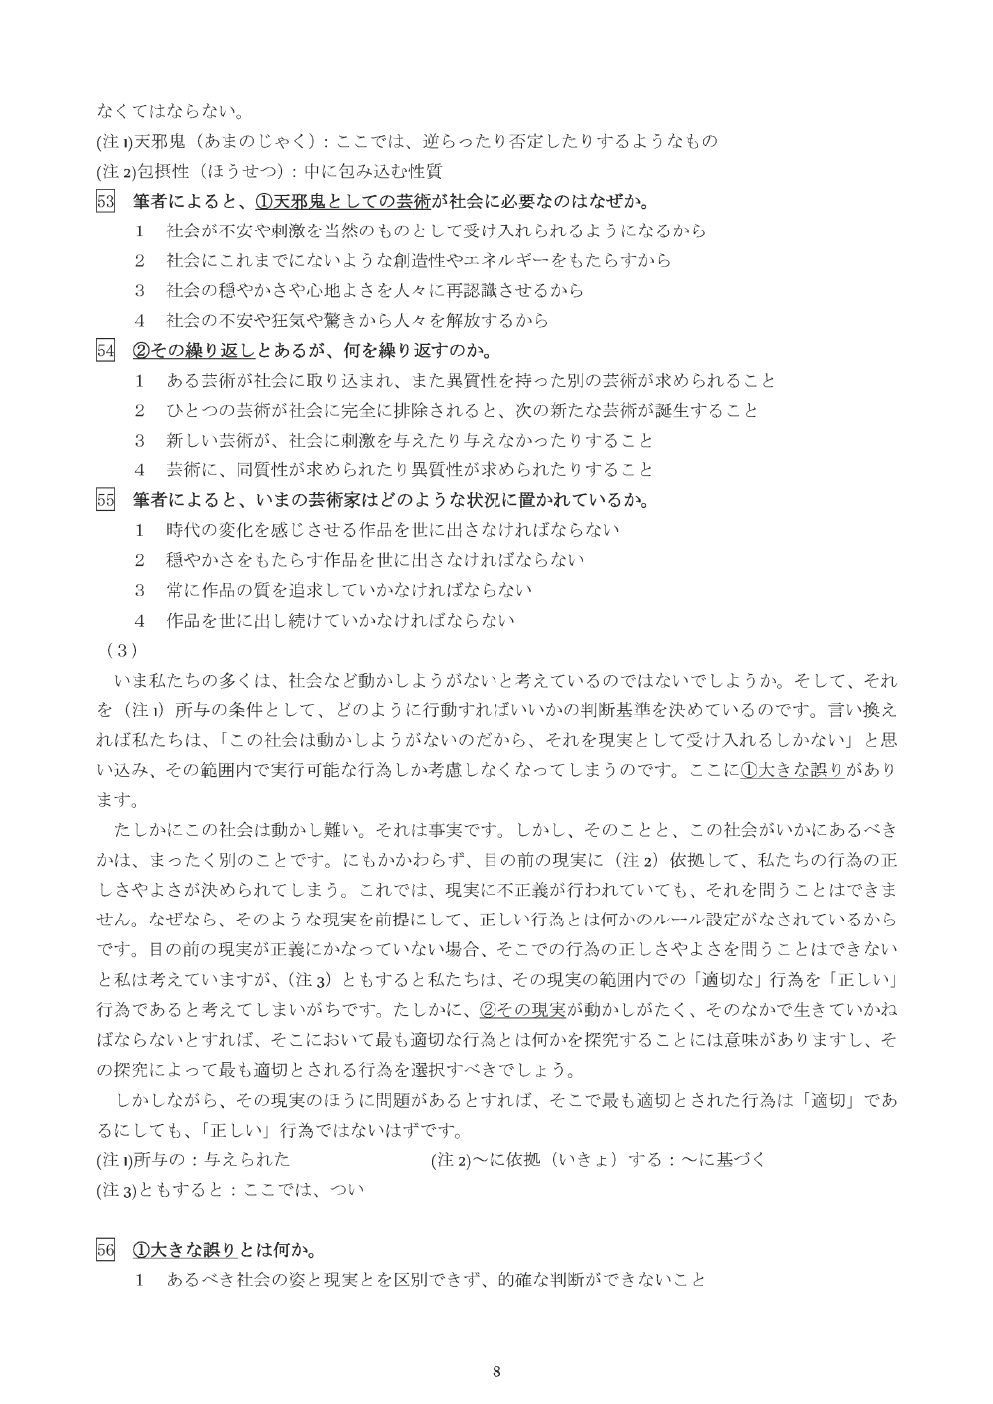 なくてはならない。
(注1)天邪鬼（あまのじゃく）: ここでは、逆らったり否定したりするようなもの
(注2)包摂性（ほうせつ）: 中に包み込む性質
53 筆者によると、①天邪鬼としての芸術が社会に必要なのはなぜか。
1 社会が不安や刺激を当然のものとして受け入れられるようになるから
2 社会にこれまでにないような創造性やエネルギーをもたらすから
3 社会の穏やかさや心地よさを人々に再認識させるから
4 社会の不安や狂気や驚きから人々を解放するから
54 ②その繰り返しとあるが、何を繰り返すのか。
1 ある芸術が社会に取り込まれ、また異質性を持った別の芸術が求められること
2 ひとつの芸術が社会に完全に排除されると、次の新たな芸術が誕生すること
3 新しい芸術が、社会に刺激を与えたり与えなかったりすること
4 芸術に、同質性が求められたり異質性が求められたりすること
55 筆者によると、いまの芸術家はどのような状況に置かれているか。
1 時代の変化を感じさせる作品を世に出さなければならない
2 穏やかさをもたらす作品を世に出さなければならない
3 常に作品の質を追求していかなければならない
4 作品を世に出し続けていかなければならない
（3）
いま私たちの多くは、社会など動かしようがないと考えているのではないでしようか。そして、それ
を（注1）所与の条件として、どのように行動すればいいかの判断基準を決めているのです。言い換え
れば私たちは、「この社会は動かしようがないのだから、それを現実として受け入れるしかない」と思
い込み、その範囲内で実行可能な行為しか考慮しなくなってしまうのです。ここに①大きな誤りがあり
ます。
たしかにこの社会は動かし難い。それは事実です。しかし、そのことと、この社会がいかにあるべき
かは、まったく別のことです。にもかかわらず、目の前の現実に（注2）依拠して、私たちの行為の正
しさやよさが決められてしまう。これでは、現実に不正義が行われていても、それを問うことはできま
せん。なぜなら、そのような現実を前提にして、正しい行為とは何かのルール設定がなされているから
です。目の前の現実が正義にかなっていない場合、そこでの行為の正しさやよさを問うことはできない
と私は考えていますが、（注3）ともすると私たちは、その現実の範囲内での「適切な」行為を「正しい」
行為であると考えてしまいがちです。たしかに、②その現実が動かしがたく、そのなかで生きていかね
ばならないとすれば、そこにおいて最も適切な行為とは何かを探究することには意味がありますし、そ
の探究によって最も適切とされる行為を選択すべきでしょう。
しかしながら、その現実のほうに問題があるとすれば、そこで最も適切とされた行為は「適切」であ
るにしても、「正しい」行為ではないはずです。
(注1)所与の：与えられた (注2)～に依拠（いきょ）する：～に基づく
(注3)ともすると：ここでは、つい
56 ①大きな誤りとは何か。
1 あるべき社会の姿と現実とを区別できず、的確な判断ができないこと
8